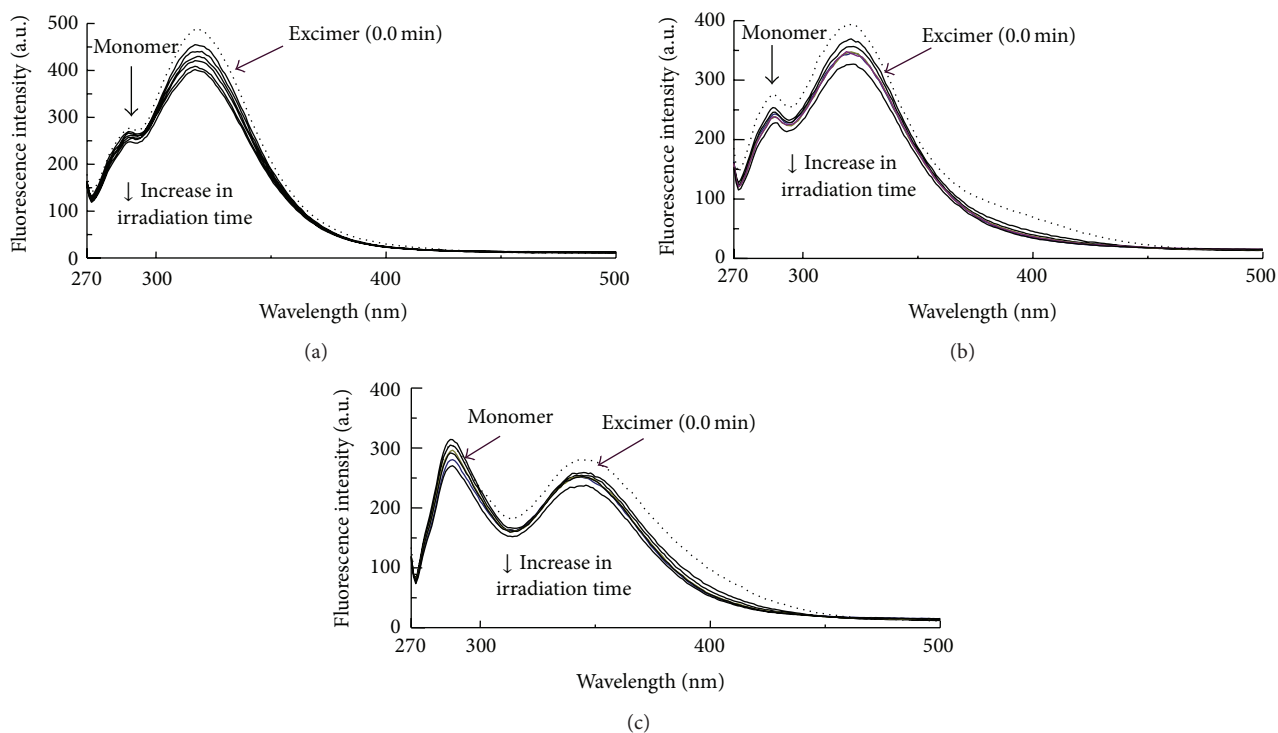 500
400
300
200
100
0
Fluorescence intensity (a.u.)
Monomer
Excimer (0.0 min)
↓ Increase in
irradiation time
270
300
400
500
Wavelength (nm)
(a)
400
300
200
100
0
Fluorescence intensity (a.u.)
Monomer
Excimer (0.0 min)
↓ Increase in
irradiation time
270
300
400
500
Wavelength (nm)
(b)
400
300
200
100
0
Fluorescence intensity (a.u.)
Monomer
Excimer (0.0 min)
↓ Increase in
irradiation time
270
300
400
500
Wavelength (nm)
(c)